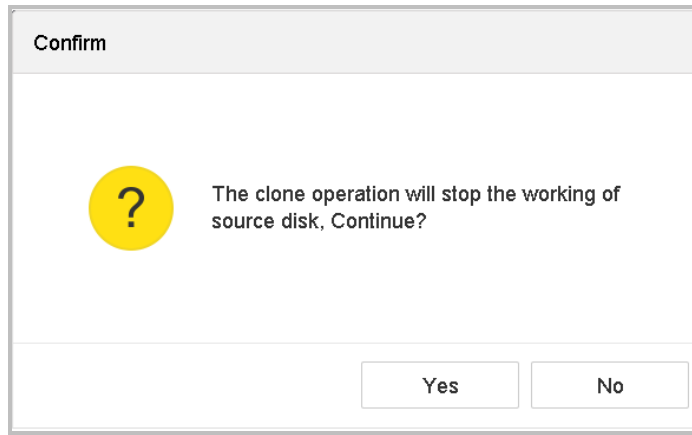 Confirm
?
The clone operation will stop the working of
source disk, Continue?
Yes No